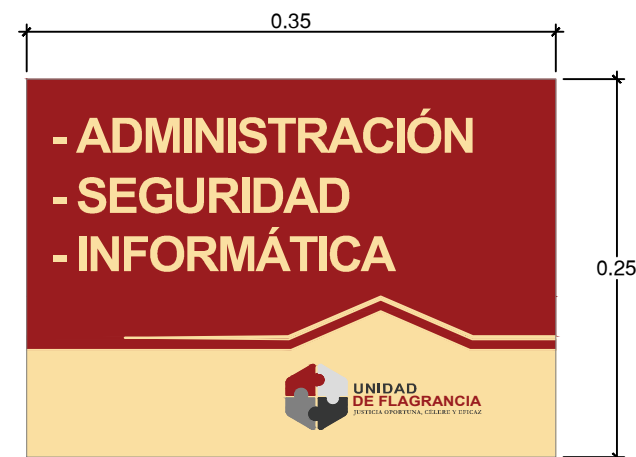 0.35
- ADMINISTRACIÓN
- SEGURIDAD
- INFORMÁTICA
0.25
UNIDAD
DE FLAGRANCIA
JUSTICIA OPORTUNA, CÉLERE Y EFICAZ